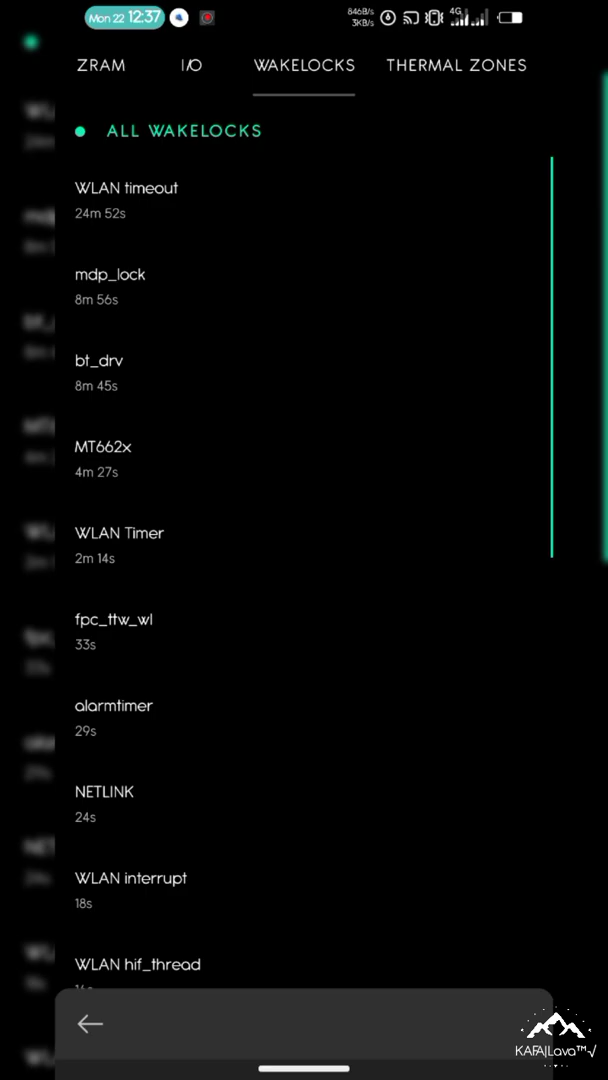 Mon 22 12:37
846B/s
3KB/s
4G
ZRAM I/O WAKELOCKS THERMAL ZONES
ALL WAKELOCKS
WLAN timeout
24m 52s
mdp_lock
8m 56s
bt_drv
8m 45s
MT662x
4m 27s
WLAN Timer
2m 14s
fpc_ttw_wl
33s
alarmtimer
29s
NETLINK
24s
WLAN interrupt
18s
WLAN hif_thread
KAFA|Lava™√